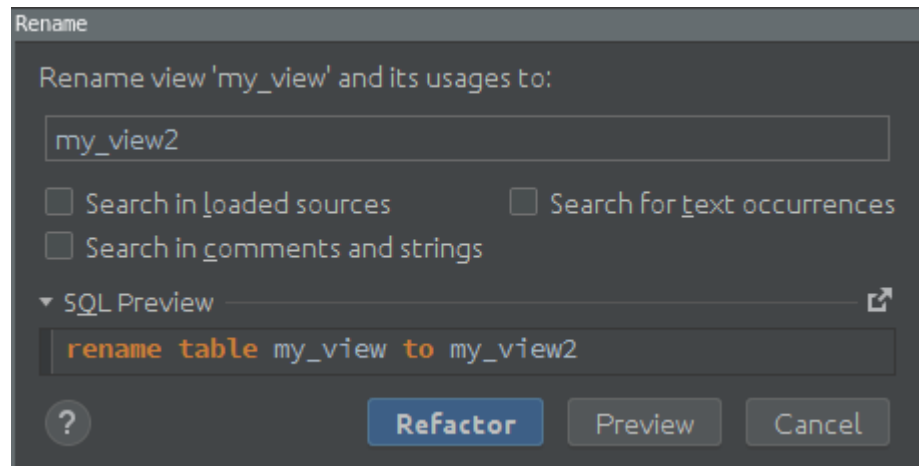 Rename
Rename view 'my_view' and its usages to:
my_view2
Search in loaded sources Search for text occurrences
Search in comments and strings
SQL Preview
rename table my_view to my_view2
? Refactor Preview Cancel